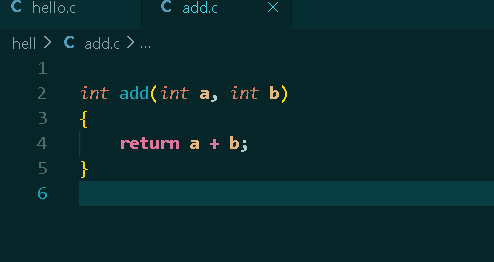 C hello.c C add.c ×
hell > C add.c > ...
1
2 int add(int a, int b)
3 {
4 return a + b;
5 }
6